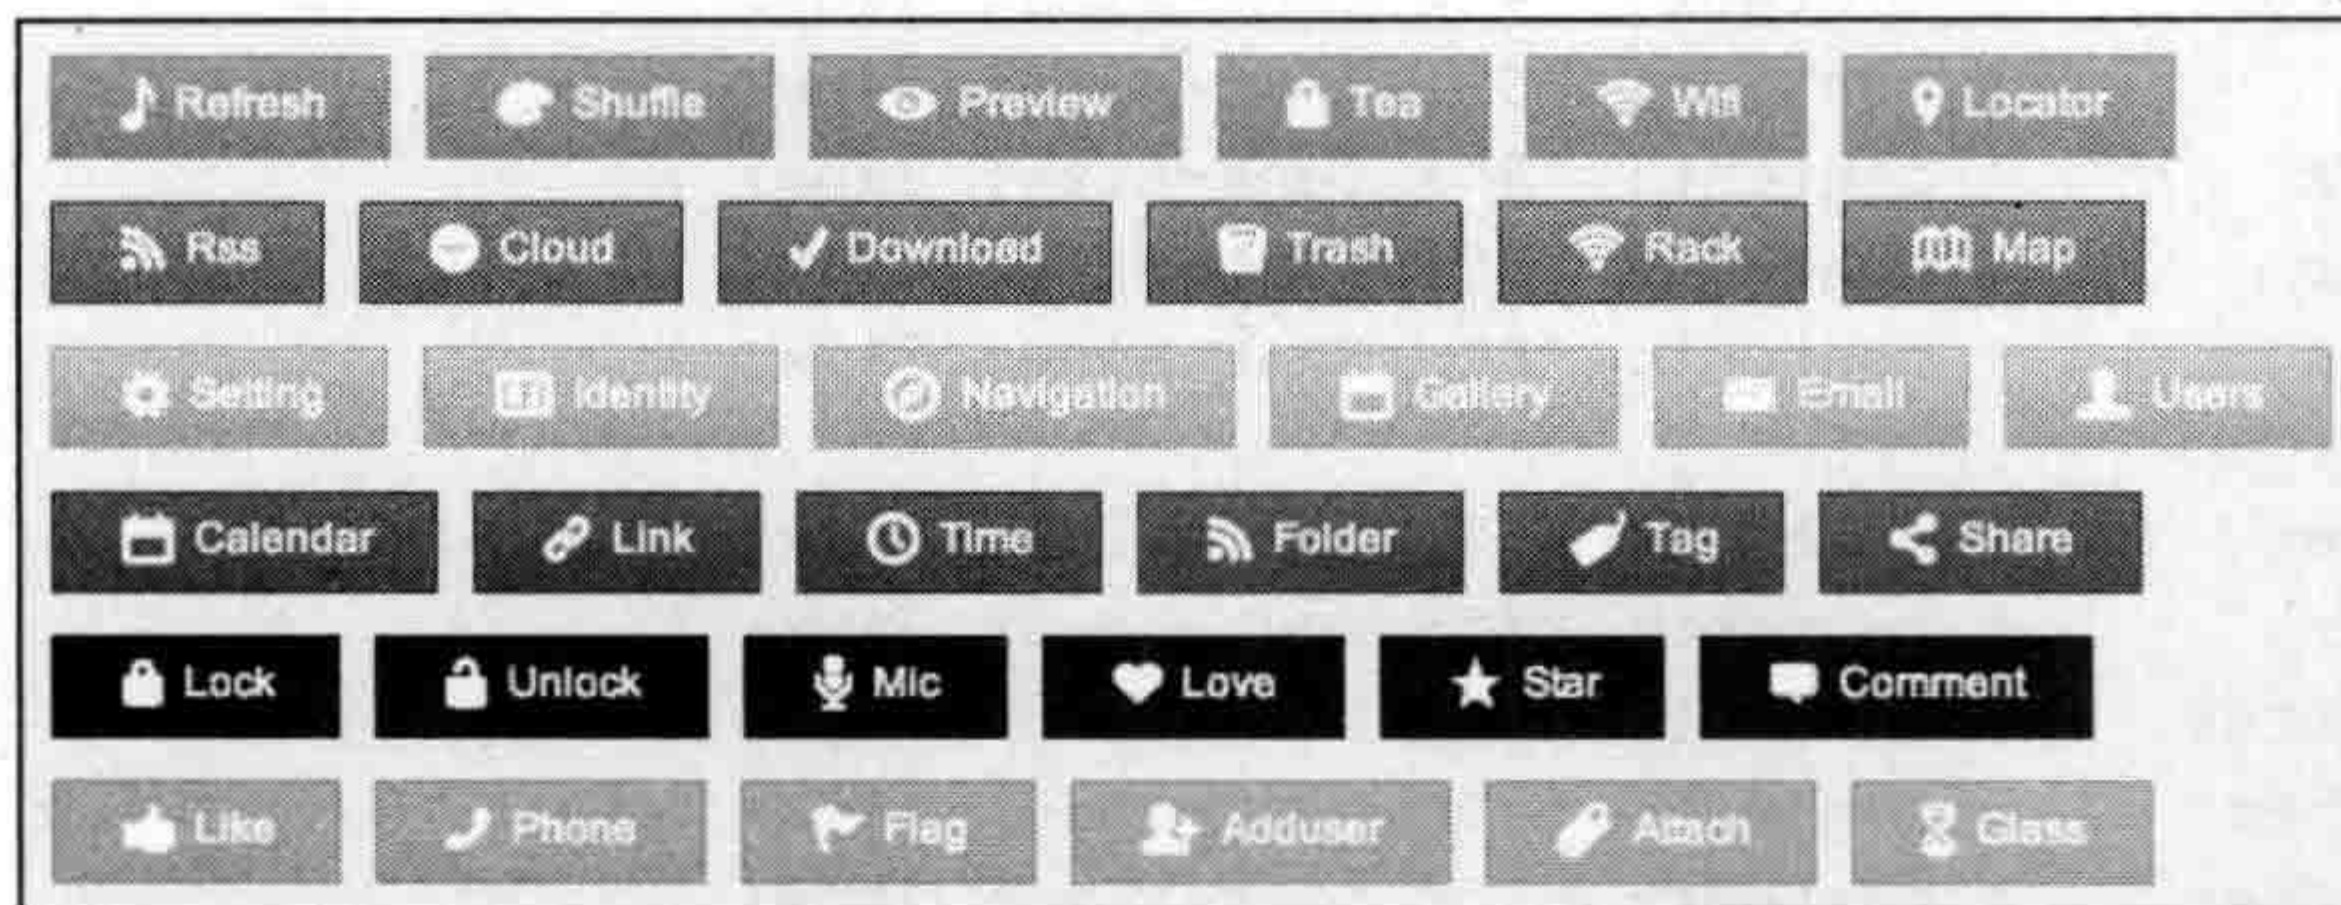 Refresh Shuffle Preview Tea Wifi Locator
Rss Cloud Download Trash Rack Map
Setting Identity Navigation Gallery Email Users
Calendar Link Time Folder Tag Share
Lock Unlock Mic Love Star Comment
Like Phone Flag Adduser Attach Glass